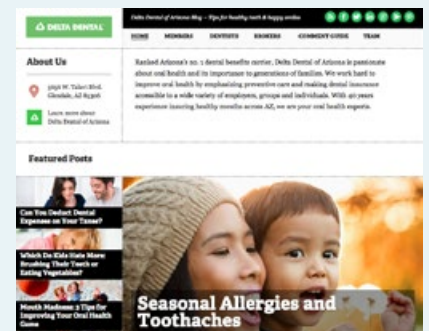 DELTA DENTAL
Delta Dental of Arizona Blog – Tips for healthy teeth & happy smiles
HOME MEMBERS DENTISTS BROKERS COMMENT GUIDE TEAM
About Us
Glendale, AZ
Learn more about
Delta Dental of Arizona
Ranked Arizona's no. 1 dental benefits carrier, Delta Dental of Arizona is passionate
about oral health and its importance to generations of families. We work hard to
improve oral health by emphasizing preventive care and making dental insurance
accessible to a wide variety of employers, groups and individuals. With 40 years
experience insuring healthy mouths across AZ, we are your oral health experts.
Featured Posts
Can You Deduct Dental
Expenses on Your Taxes?
Which Do Kids Hate More:
Brushing Their Teeth or
Eating Vegetables?
Mouth Madness: 3 Tips for
Improving Your Oral Health
Game
Seasonal Allergies and
Toothaches